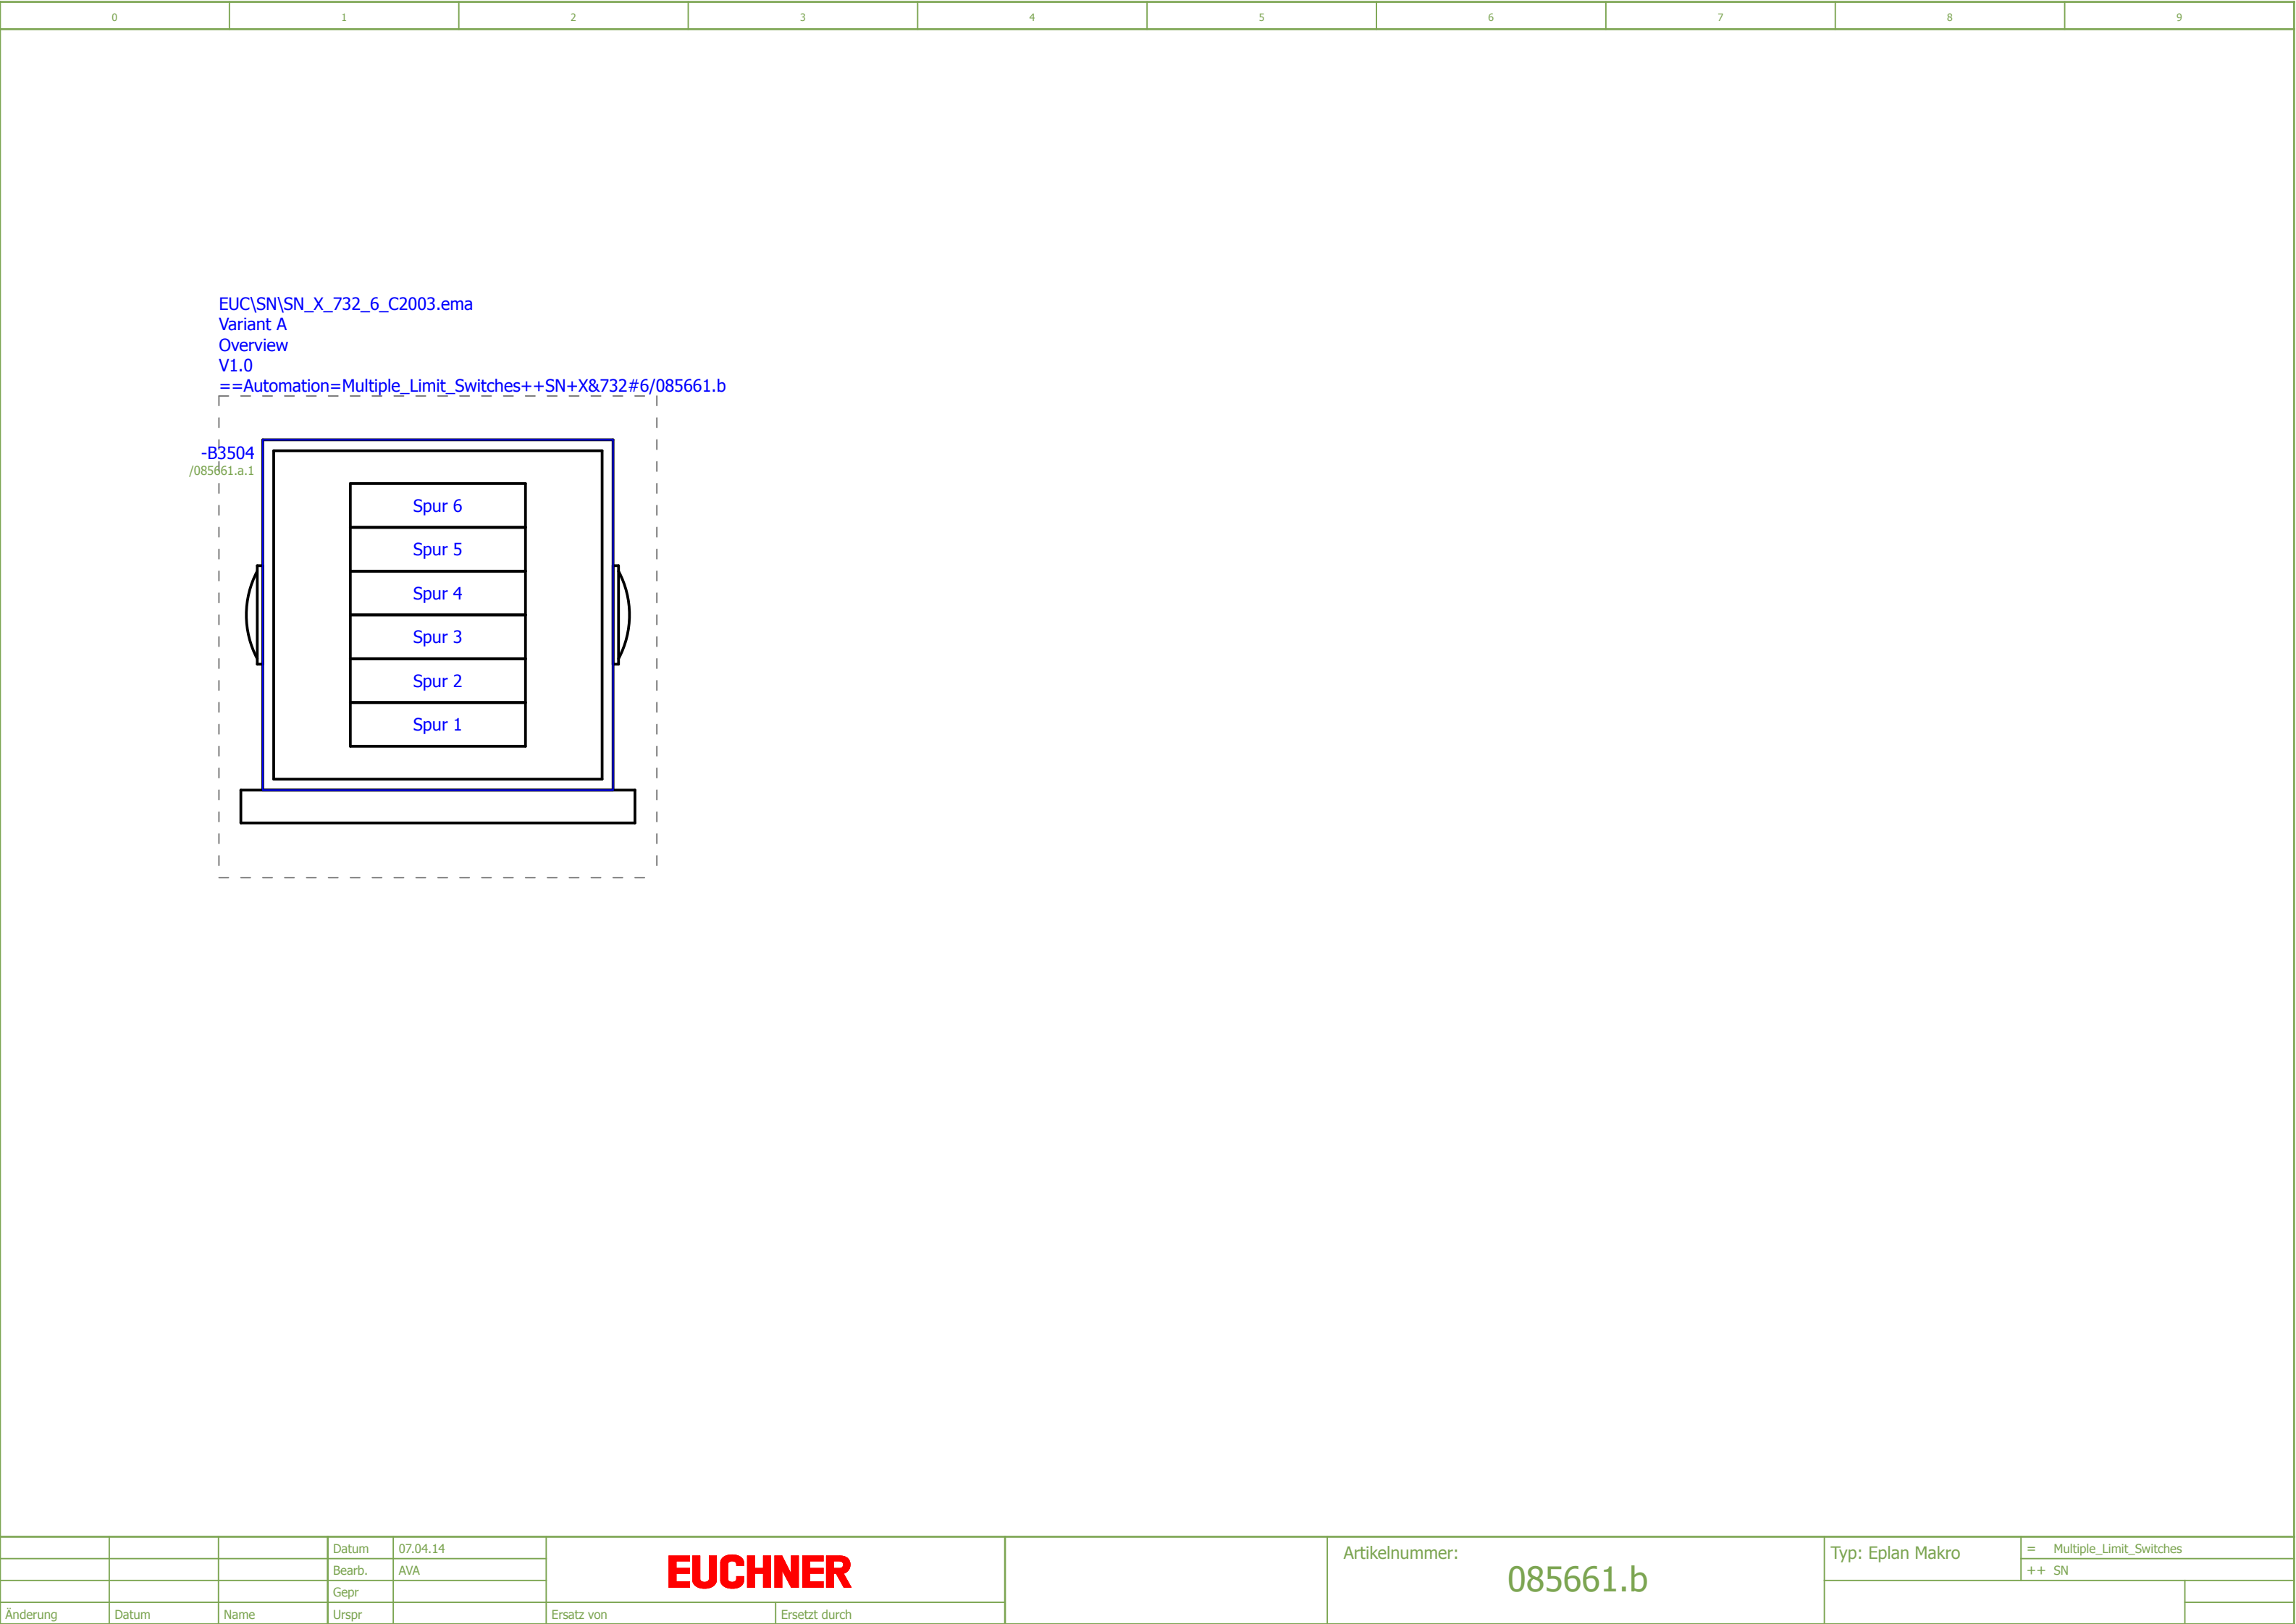 0 1 2 3 4 5 6 7 8 9
EUC\SN\SN_X_732_6_C2003.ema
Variant A
Overview
V1.0
==Automation=Multiple_Limit_Switches++SN+X&732#6/085661.b
-B3504
/085661.a.1
Spur 6
Spur 5
Spur 4
Spur 3
Spur 2
Spur 1
Datum 07.04.14
Bearb. AVA
Gepr
Änderung Datum Name Urspr
EUCHNER
Ersatz von Ersetzt durch
Artikelnummer:
085661.b
Typ: Eplan Makro
= Multiple_Limit_Switches
++ SN